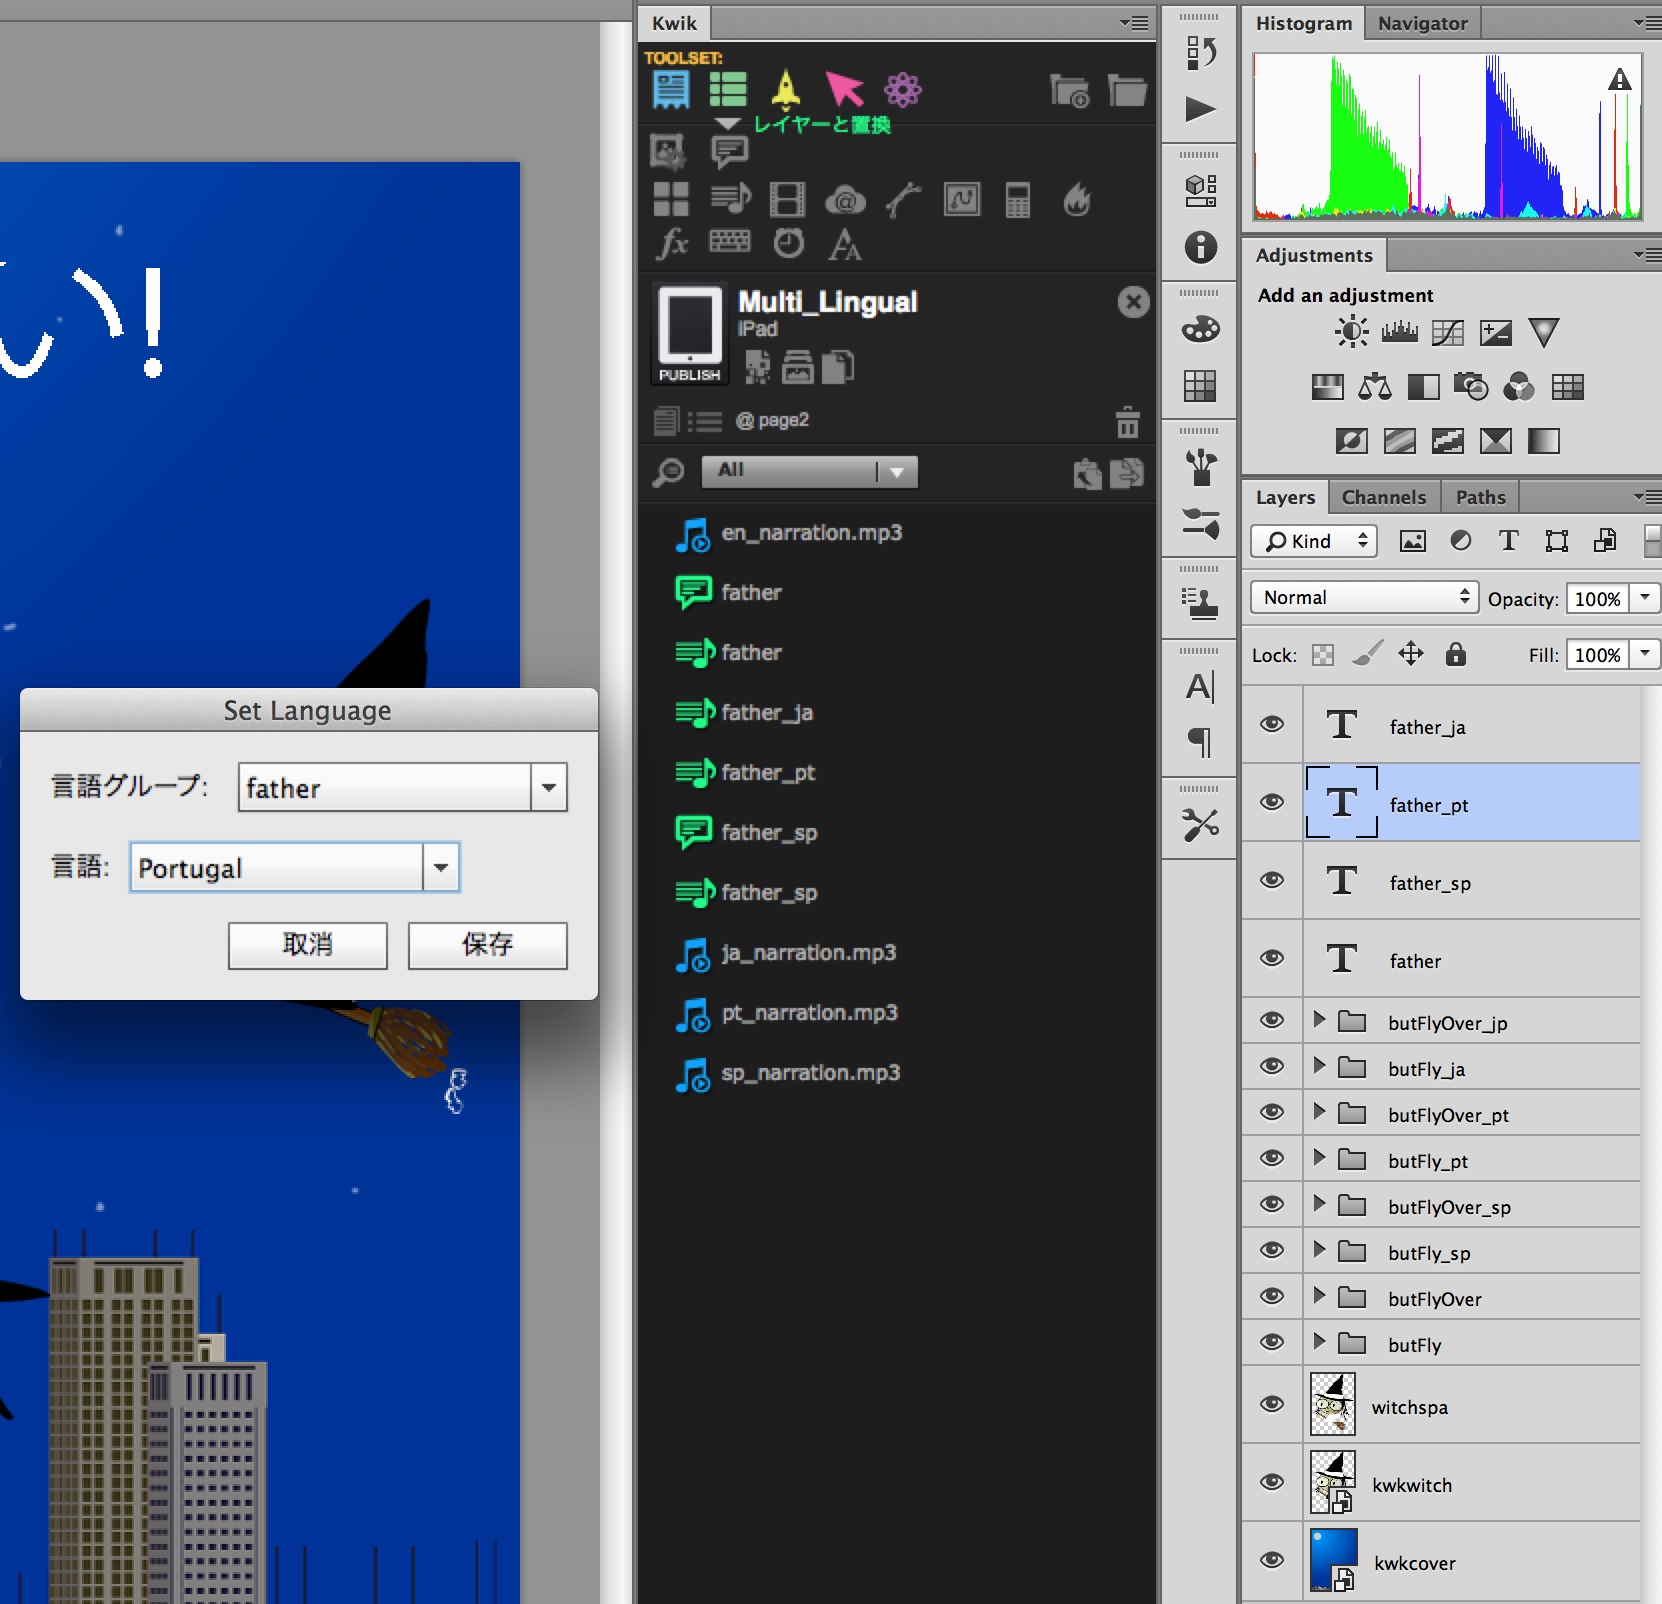 い!
Set Language
言語グループ: father
言語: Portugal
取消 保存
Kwik
TOOLSET:
レイヤーと置換
Multi_Lingual
iPad
PUBLISH
@ page2
All
en_narration.mp3
father
father
father_ja
father_pt
father_sp
father_sp
ja_narration.mp3
pt_narration.mp3
sp_narration.mp3
Histogram Navigator
Adjustments
Add an adjustment
Layers Channels Paths
Kind
Normal Opacity: 100%
Lock: Fill: 100%
father_ja
father_pt
father_sp
father
butFlyOver_jp
butFly_ja
butFlyOver_pt
butFly_pt
butFlyOver_sp
butFly_sp
butFlyOver
butFly
witchspa
kwkwitch
kwkcover